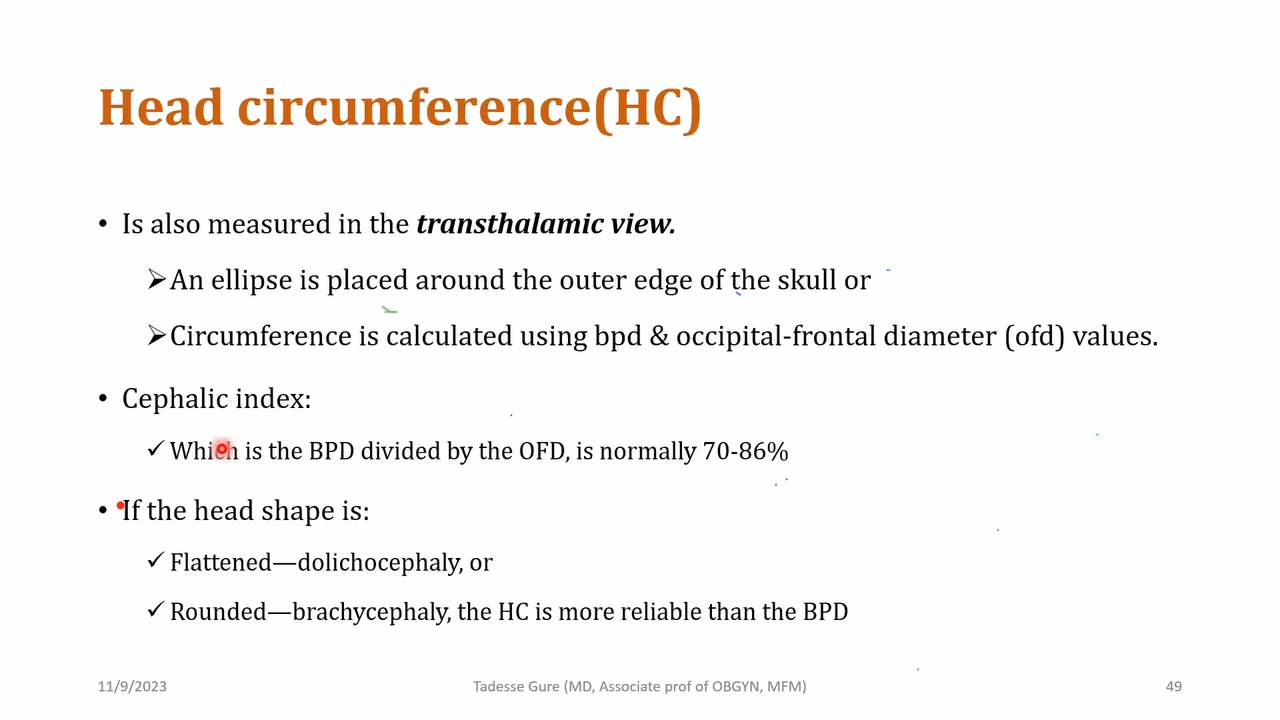 Head circumference(HC)
• Is also measured in the transthalamic view.
➢An ellipse is placed around the outer edge of the skull or
➢Circumference is calculated using bpd & occipital-frontal diameter (ofd) values.
• Cephalic index:
✓Which is the BPD divided by the OFD, is normally 70-86%
• If the head shape is:
✓Flattened—dolichocephaly, or
✓Rounded—brachycephaly, the HC is more reliable than the BPD
11/9/2023 Tadesse Gure (MD, Associate prof of OBGYN, MFM) 49